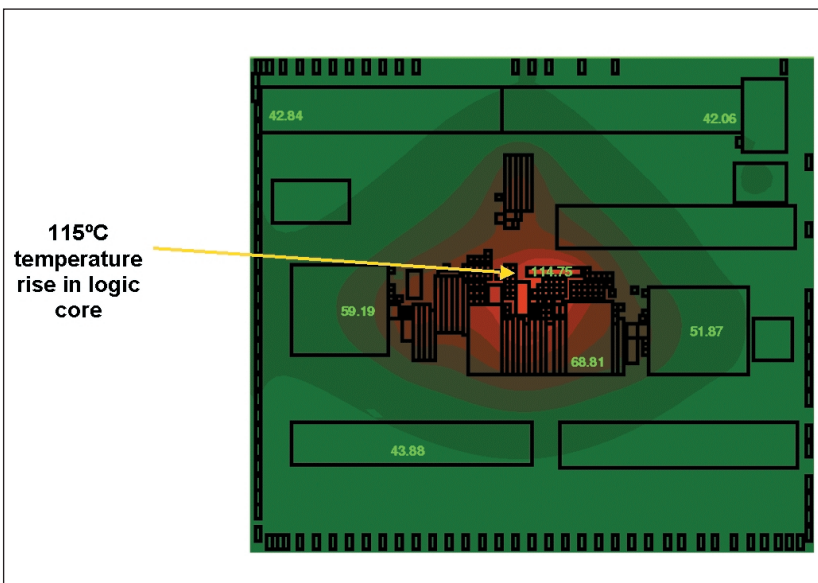 42.84
42.06
115ºC
temperature
rise in logic
core
114.75
59.19
51.87
68.81
43.88